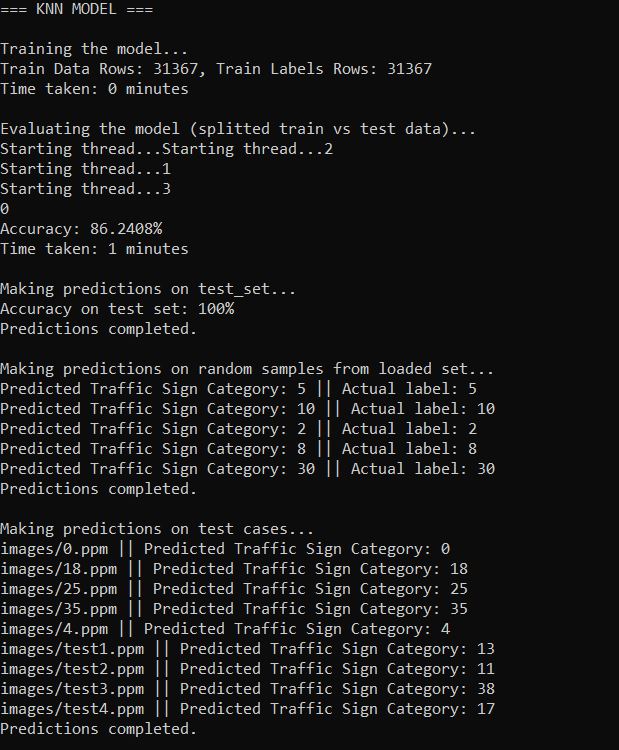 === KNN MODEL ===
Training the model...
Train Data Rows: 31367, Train Labels Rows: 31367
Time taken: 0 minutes
Evaluating the model (splitted train vs test data)...
Starting thread...Starting thread...2
Starting thread...1
Starting thread...3
0
Accuracy: 86.2408%
Time taken: 1 minutes
Making predictions on test_set...
Accuracy on test set: 100%
Predictions completed.
Making predictions on random samples from loaded set...
Predicted Traffic Sign Category: 5 || Actual label: 5
Predicted Traffic Sign Category: 10 || Actual label: 10
Predicted Traffic Sign Category: 2 || Actual label: 2
Predicted Traffic Sign Category: 8 || Actual label: 8
Predicted Traffic Sign Category: 30 || Actual label: 30
Predictions completed.
Making predictions on test cases...
images/0.ppm || Predicted Traffic Sign Category: 0
images/18.ppm || Predicted Traffic Sign Category: 18
images/25.ppm || Predicted Traffic Sign Category: 25
images/35.ppm || Predicted Traffic Sign Category: 35
images/4.ppm || Predicted Traffic Sign Category: 4
images/test1.ppm || Predicted Traffic Sign Category: 13
images/test2.ppm || Predicted Traffic Sign Category: 11
images/test3.ppm || Predicted Traffic Sign Category: 38
images/test4.ppm || Predicted Traffic Sign Category: 17
Predictions completed.